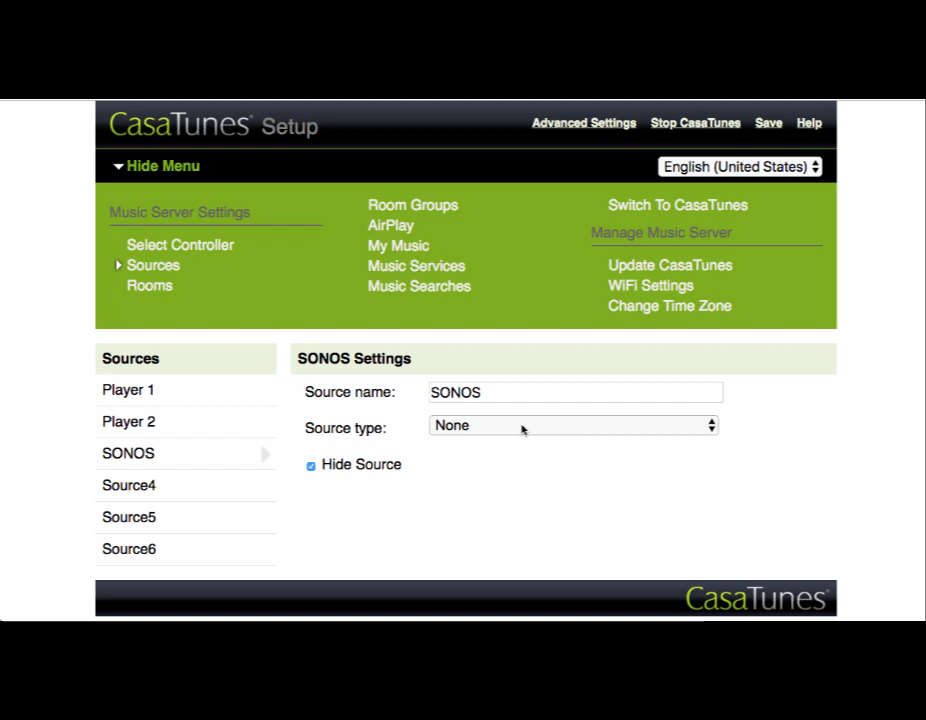 CasaTunes® Setup
Advanced Settings Stop CasaTunes Save Help
Hide Menu
English (United States)
Music Server Settings
Select Controller
Sources
Rooms
Room Groups
AirPlay
My Music
Music Services
Music Searches
Switch To CasaTunes
Manage Music Server
Update CasaTunes
WiFi Settings
Change Time Zone
Sources
Player 1
Player 2
SONOS
Source4
Source5
Source6
SONOS Settings
Source name: SONOS
Source type: None
Hide Source
CasaTunes®